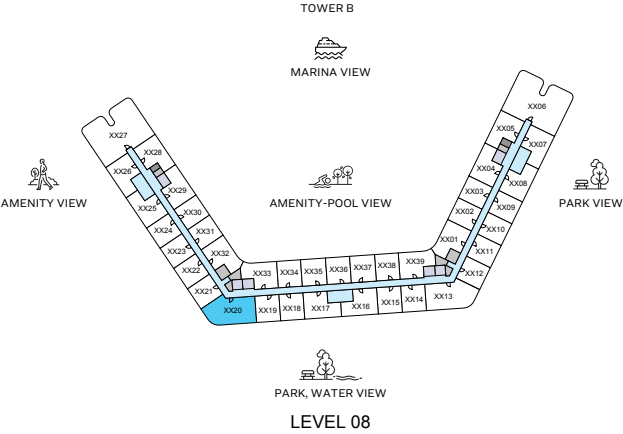 TOWER B
MARINA VIEW
XX06
XX27
XX05
XX07
XX28
XX26
XX04
XX08
XX29
XX03
AMENITY VIEW
AMENITY-POOL VIEW
PARK VIEW
XX25
XX30
XX02
XX09
XX24
XX31
XX01
XX10
XX23
XX32
XX11
XX22
XX33
XX34
XX35
XX36
XX37
XX38
XX39
XX12
XX21
XX20
XX19
XX18
XX17
XX16
XX15
XX14
XX13
PARK, WATER VIEW
LEVEL 08